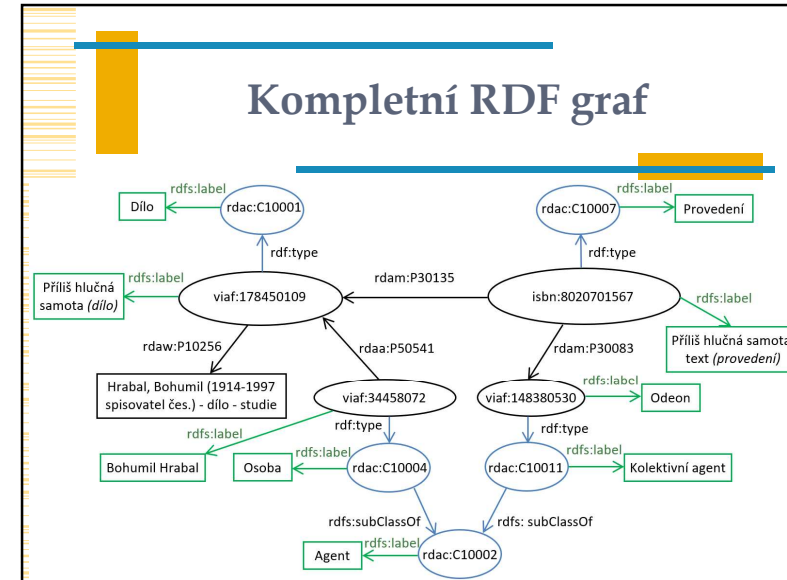 Kompletní RDF graf
rdfs:label
Dílo
rdac:C10001
rdfs:label
rdac:C10007
Provedení
rdf:type
rdf:type
rdam:P30135
Příliš hlučná
samota (dílo)
rdfs:label
viaf:178450109
isbn:8020701567
rdfs:label
rdaw:P10256
rdaa:P50541
rdam:P30083
Příliš hlučná samota
text (provedení)
Hrabal, Bohumil (1914-1997
spisovatel čes.) - dílo - studie
viaf:34458072
viaf:148380530
rdfs:label
Odeon
rdfs:label
rdf:type
rdf:type
Bohumil Hrabal
Osoba
rdfs:label
rdac:C10004
rdac:C10011
rdfs:label
Kolektivní agent
rdfs:subClassOf
rdfs: subClassOf
Agent
rdfs:label
rdac:C10002